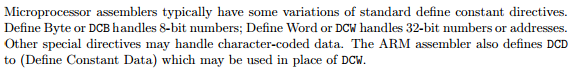 Microprocessor assemblers typically have some variations of standard define constant directives.
Define Byte or DCB handles 8-bit numbers; Define Word or DCW handles 32-bit numbers or addresses.
Other special directives may handle character-coded data. The ARM assembler also defines DCD
to (Define Constant Data) which may be used in place of DCW.